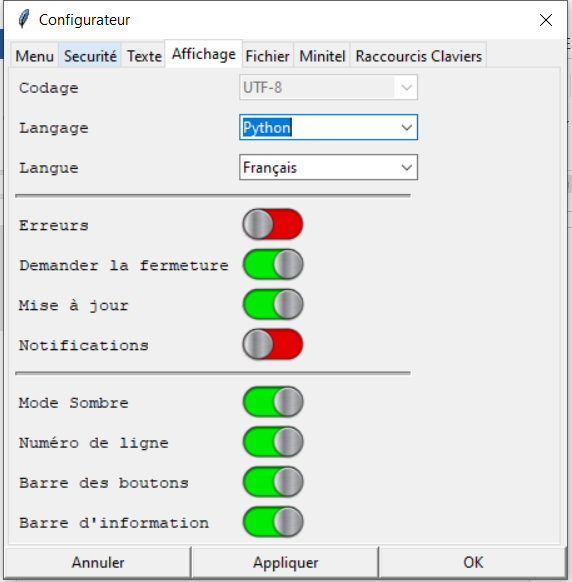 Configurateur
Menu Securité Texte Affichage Fichier Minitel Raccourcis Claviers
Codage UTF-8
Langage Python
Langue Français
Erreurs
Demander la fermeture
Mise à jour
Notifications
Mode Sombre
Numéro de ligne
Barre des boutons
Barre d'information
Annuler Appliquer OK